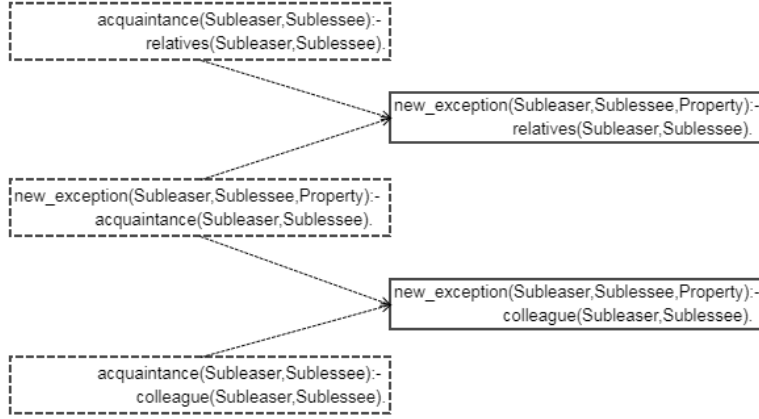 acquaintance(Subleaser,Sublessee):-
relatives(Subleaser,Sublessee).
new_exception(Subleaser,Sublessee,Property):-
relatives(Subleaser,Sublessee).
new_exception(Subleaser,Sublessee,Property):-
acquaintance(Subleaser,Sublessee).
new_exception(Subleaser,Sublessee,Property):-
colleague(Subleaser,Sublessee).
acquaintance(Subleaser,Sublessee):-
colleague(Subleaser,Sublessee).